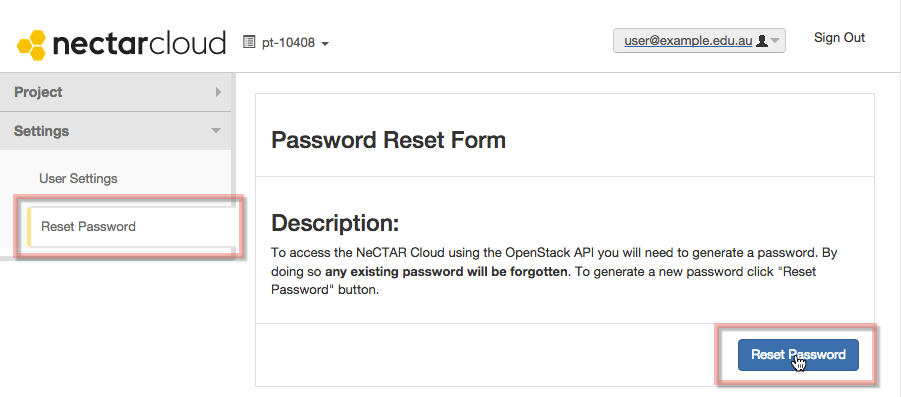 nectarcloud
pt-10408
user@example.edu.au
Sign Out
Project
Settings
User Settings
Reset Password
Password Reset Form
Description:
To access the NeCTAR Cloud using the OpenStack API you will need to generate a password. By
doing so any existing password will be forgotten. To generate a new password click "Reset
Password" button.
Reset Password